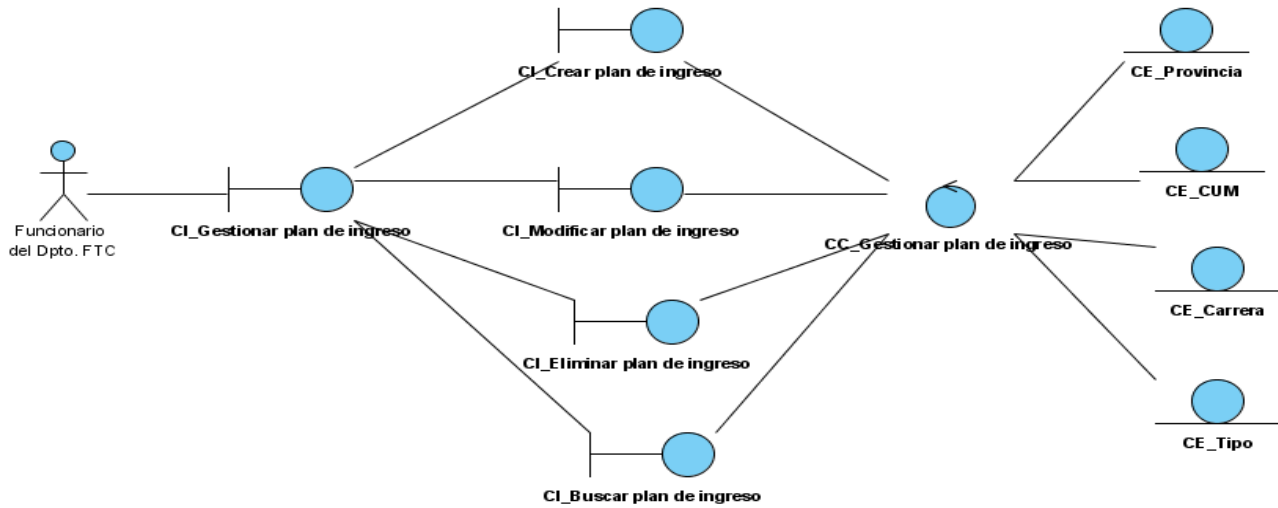 CI_Crear plan de ingreso
CE_Provincia
CE_CUM
Funcionario
del Dpto. FTC
CI_Gestionar plan de ingreso
CI_Modificar plan de ingreso
CC_Gestionar plan de ingreso
CE_Carrera
CI_Eliminar plan de ingreso
CE_Tipo
CI_Buscar plan de ingreso